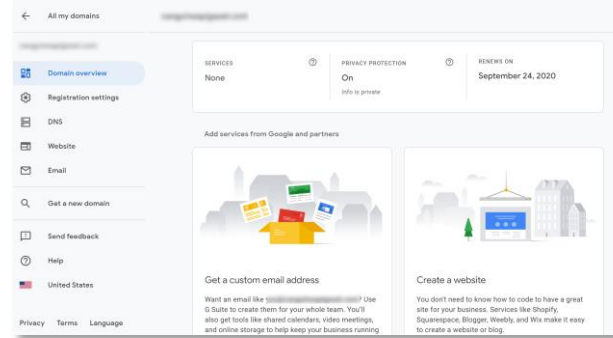 All my domains
Domain overview
Registration settings
DNS
Website
Email
Get a new domain
Send feedback
Help
United States
Privacy Terms Language
SERVICES
None
PRIVACY PROTECTION
On
Info is private
RENEWS ON
September 24, 2020
Add services from Google and partners
Get a custom email address
Want an email like ? Use
G Suite to create them for your whole team. You'll
also get tools like shared calendars, video meetings,
and online storage to help keep your business running
Create a website
You don't need to know how to code to have a great
site for your business. Services like Shopify,
Squarespace, Blogger, Weebly, and Wix make it easy
to create a website or blog.